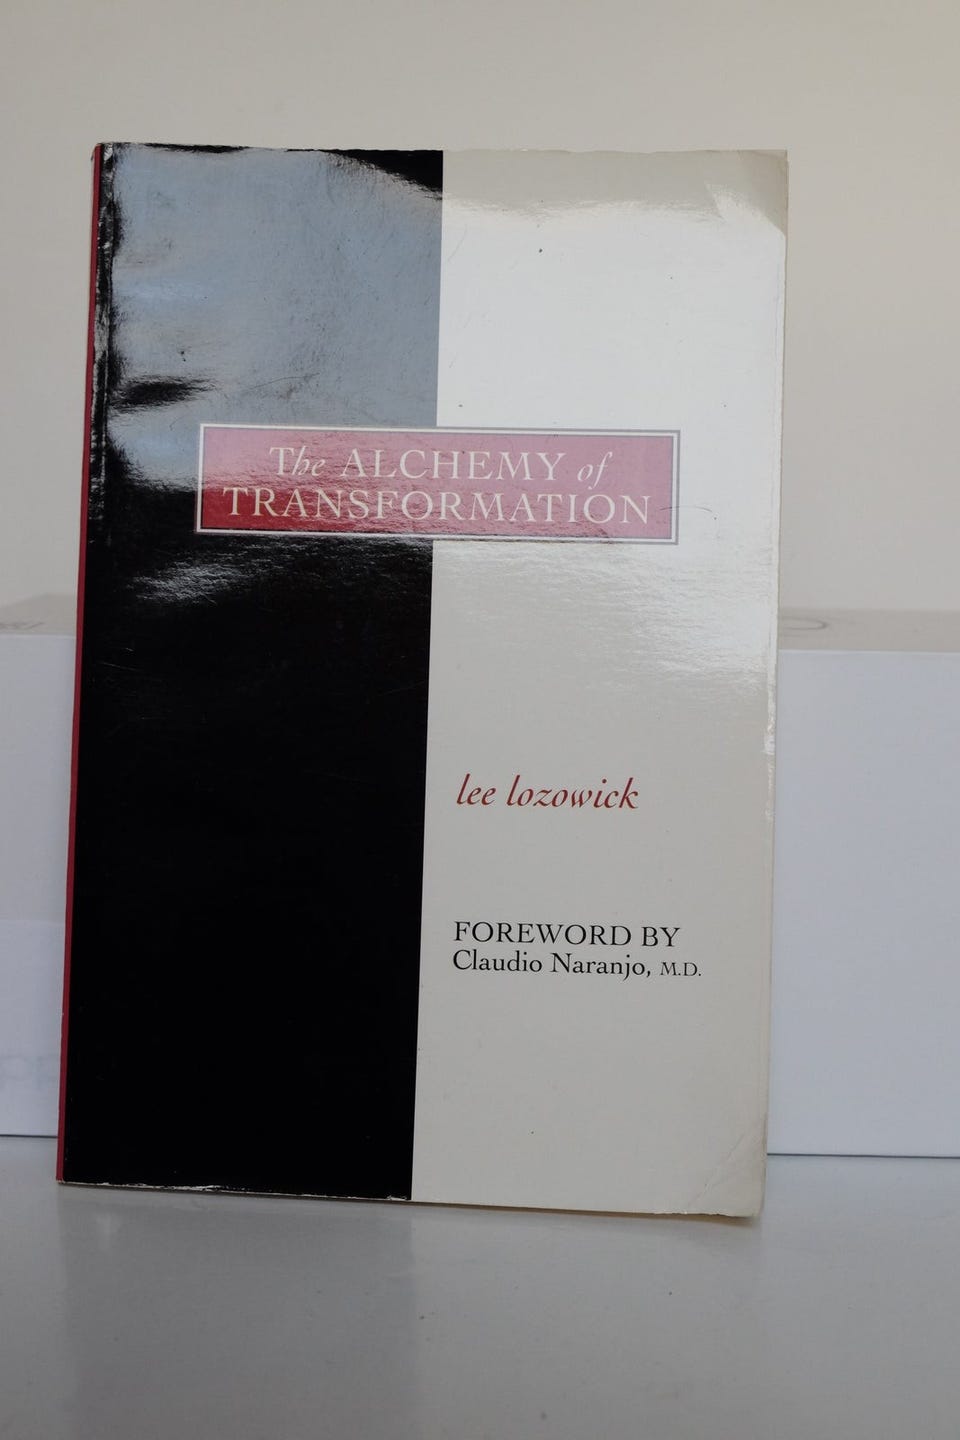 The ALCHEMY of
TRANSFORMATION
lee lozowick
FOREWORD BY
Claudio Naranjo, M.D.